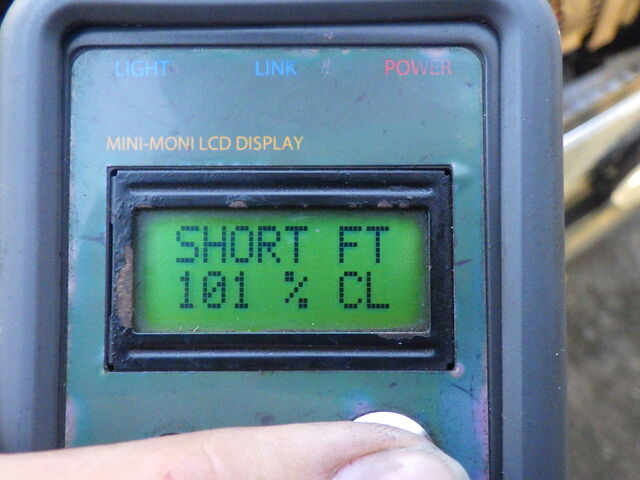 LIGHT LINK POWER
MINI-MONI LCD DISPLAY
SHORT FT
101 % CL